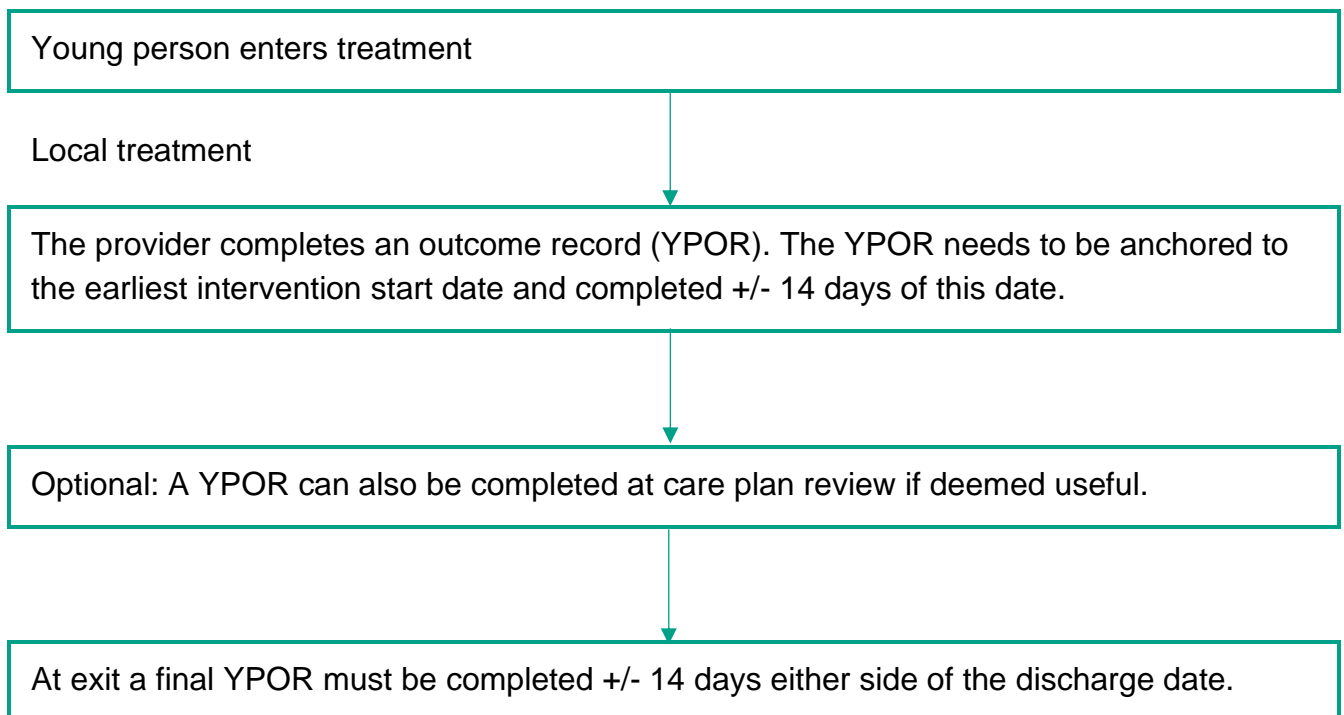 Young person enters treatment
Local treatment
The provider completes an outcome record (YPOR). The YPOR needs to be anchored to
the earliest intervention start date and completed +/- 14 days of this date.
Optional: A YPOR can also be completed at care plan review if deemed useful.
At exit a final YPOR must be completed +/- 14 days either side of the discharge date.